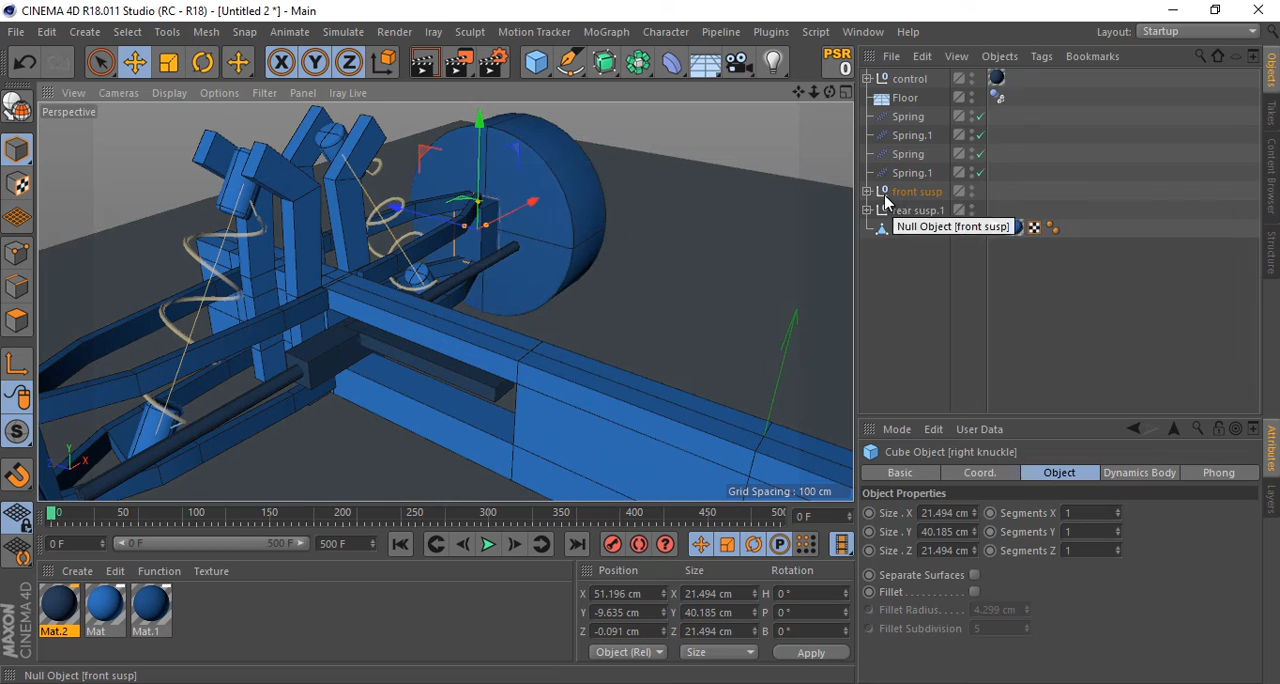 CINEMA 4D R18.011 Studio (RC - R18) - [Untitled 2 *] - Main
File Edit Create Select Tools Mesh Snap Animate Simulate Render Iray Sculpt Motion Tracker MoGraph Character Pipeline Plugins Script Window Help Layout: Startup
X Y Z PSR 0
File Edit View Objects Tags Bookmarks
View Cameras Display Options Filter Panel Iray Live
Perspective
control
Floor
Spring
Spring.1
Spring
Spring.1
front susp
rear susp.1
Null Object [front susp]
Y X
Grid Spacing : 100 cm
Objects
Takes
Content Browser
Structure
Attributes
Layers
Mode Edit User Data
Cube Object [right knuckle]
Basic Coord. Object Dynamics Body Phong
Object Properties
Size . X 21.494 cm Segments X 1
Size . Y 40.185 cm Segments Y 1
Size . Z 21.494 cm Segments Z 1
Separate Surfaces
Fillet
Fillet Radius 4.299 cm
Fillet Subdivision 5
0 50 100 150 200 250 300 350 400 450 50 0 F
0 F 0 F 500 F 500 F
Create Edit Function Texture
Mat.2 Mat Mat.1
MAXON CINEMA 4D
Position Size Rotation
X 51.196 cm X 21.494 cm H 0 °
Y -9.635 cm Y 40.185 cm P 0 °
Z -0.091 cm Z 21.494 cm B 0 °
Object (Rel) Size Apply
Null Object [front susp]